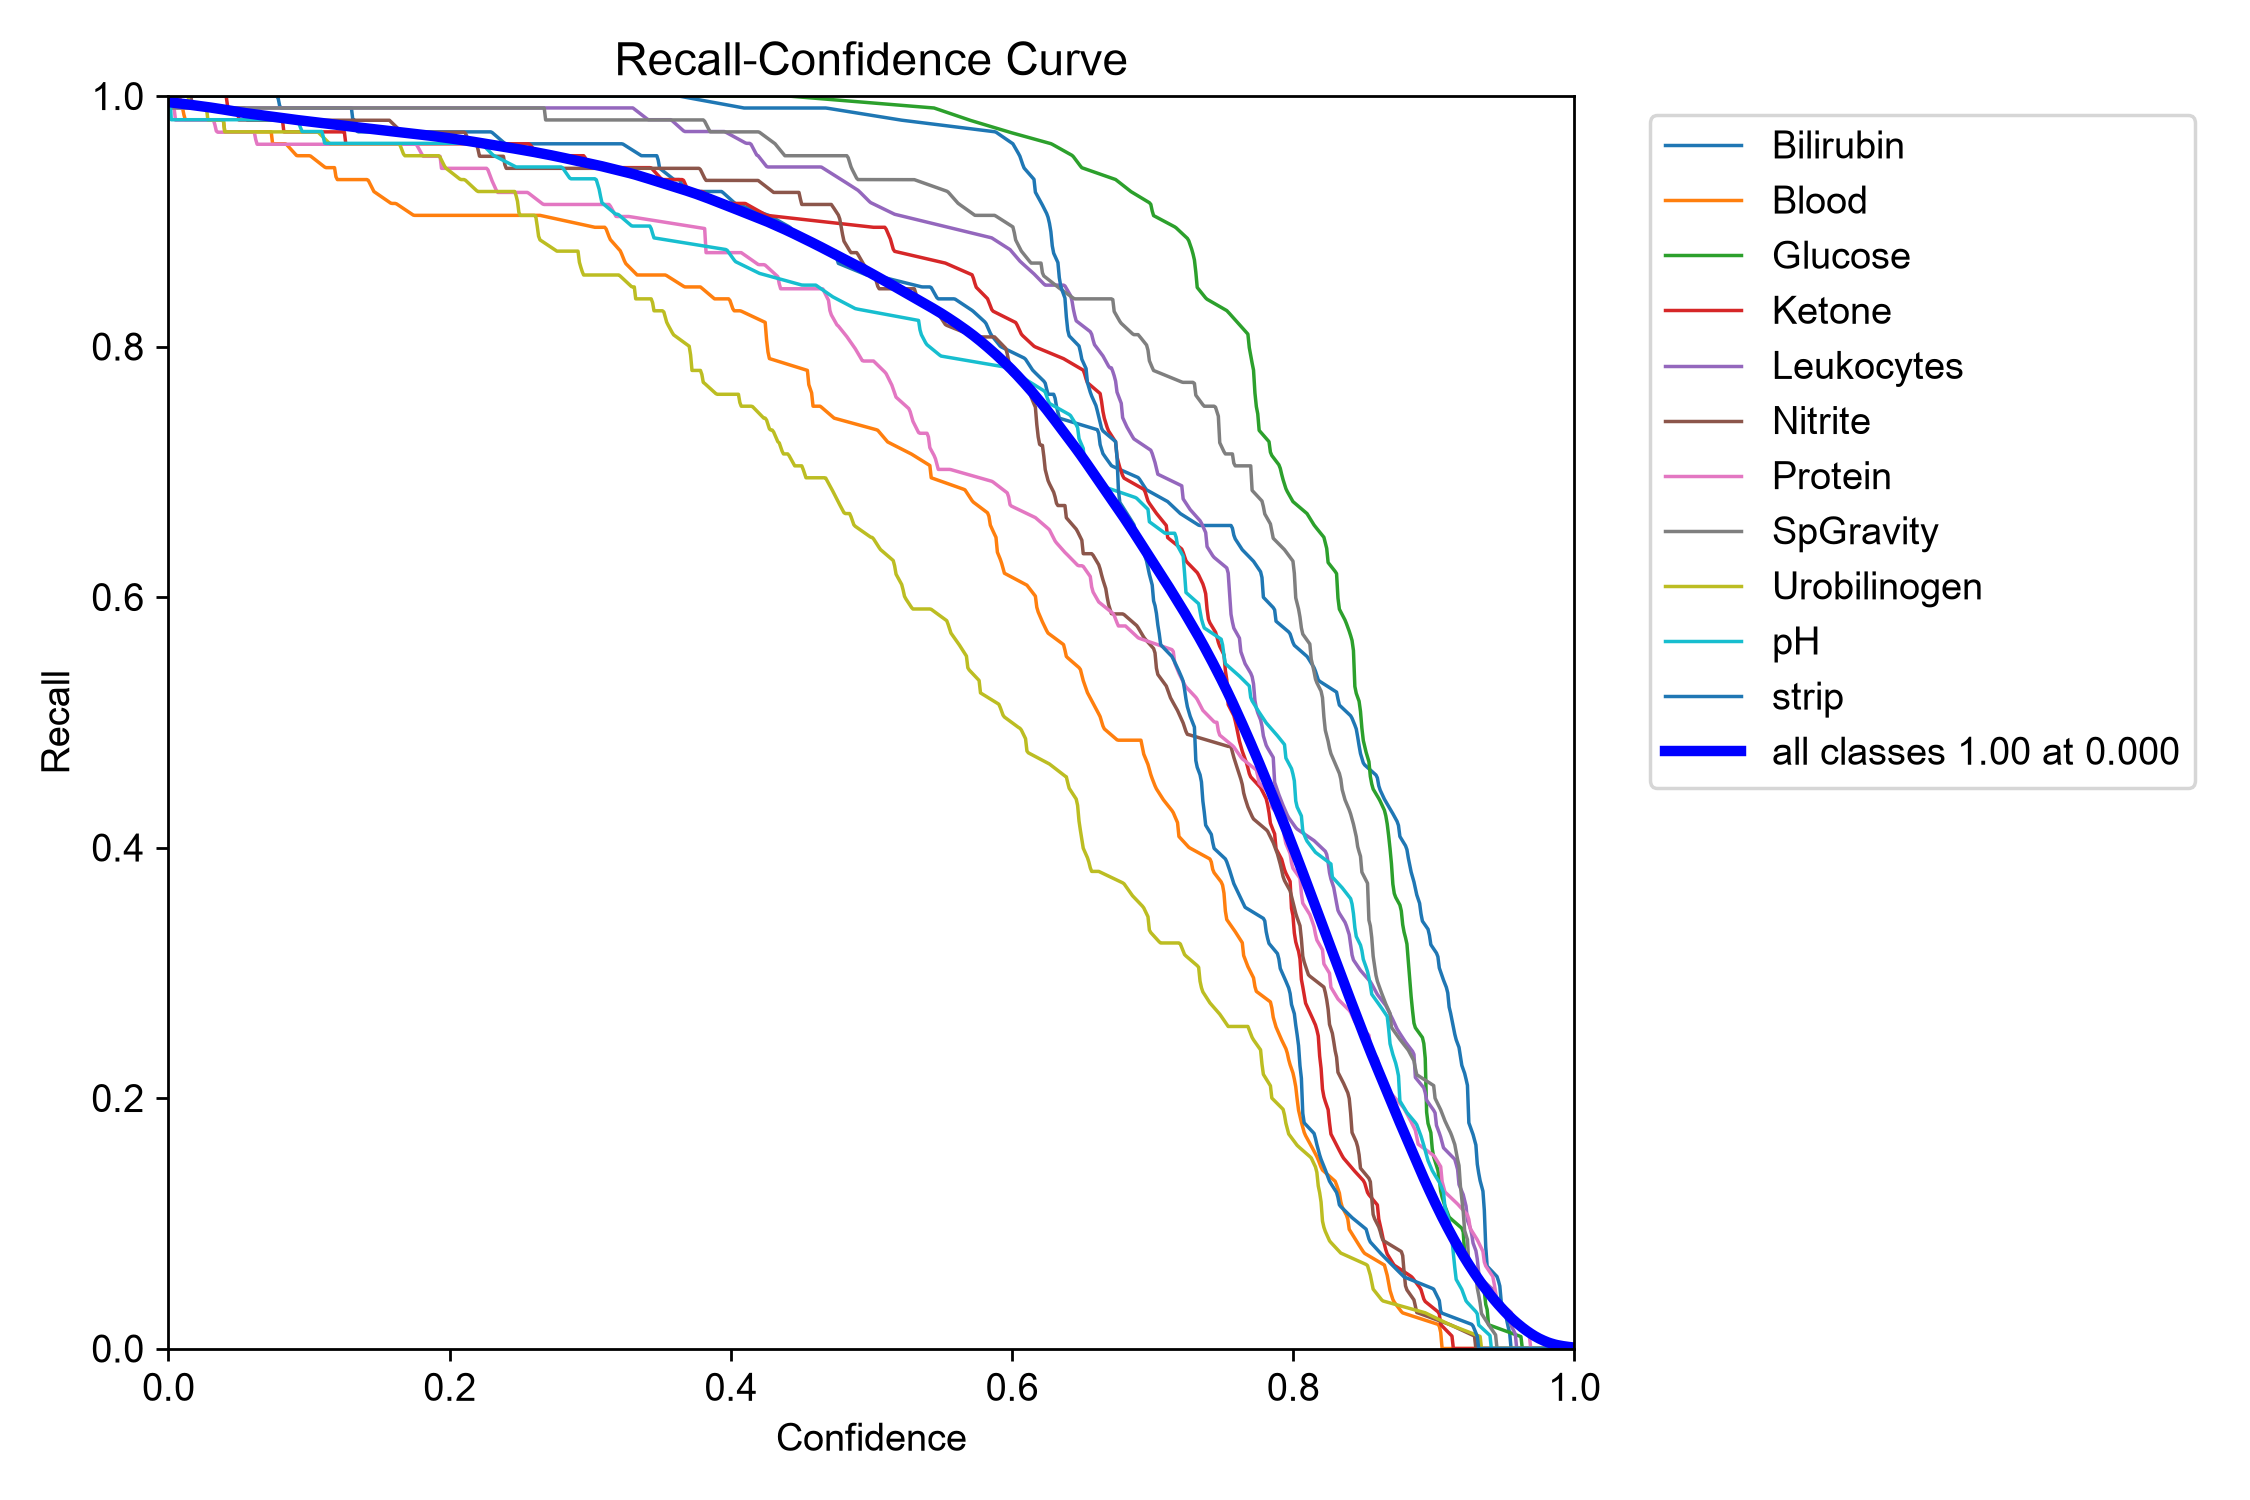 Recall-Confidence Curve
1.0
0.8
0.6
0.4
0.2
0.0
Recall
0.0 0.2 0.4 0.6 0.8 1.0
Confidence
Bilirubin
Blood
Glucose
Ketone
Leukocytes
Nitrite
Protein
SpGravity
Urobilinogen
pH
strip
all classes 1.00 at 0.000